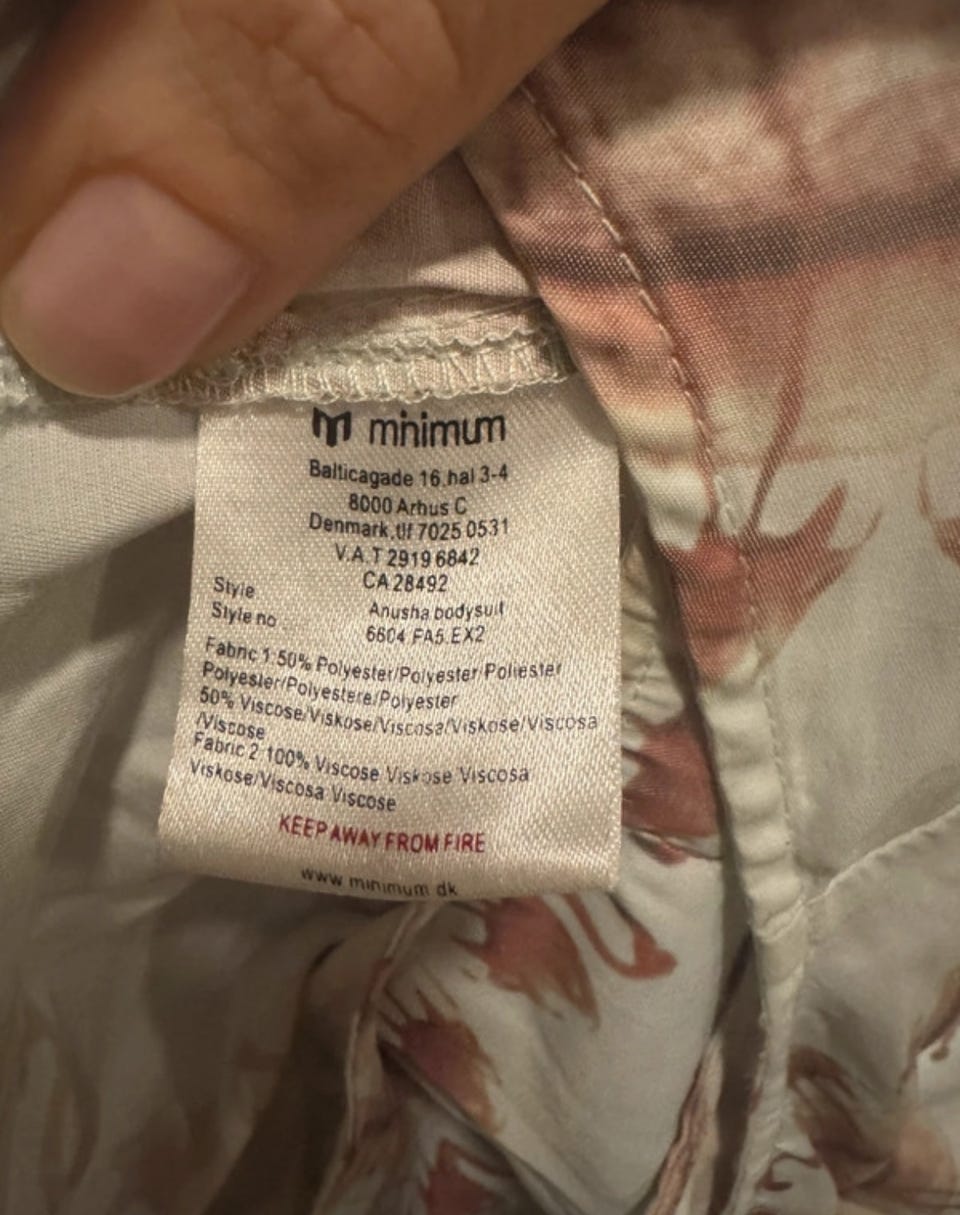 m minimum
Balticagade 16.hal 3-4
8000 Arhus C
Denmark.tlf 7025 0531
V.A.T 2919 6842
CA 28492
Style Anusha bodysuit
Style no 6604 FA5.EX2
Fabric 1 50% Polyester/Polyester Poliester
Polyester/Polyestere/Polyester
50% Viscose/Viskose/Viscosa/Viskose/Viscosa
/Viscose
Fabric 2 100% Viscose Viskose Viscosa
Viskose/Viscosa Viscose
KEEP AWAY FROM FIRE
www minimum dk